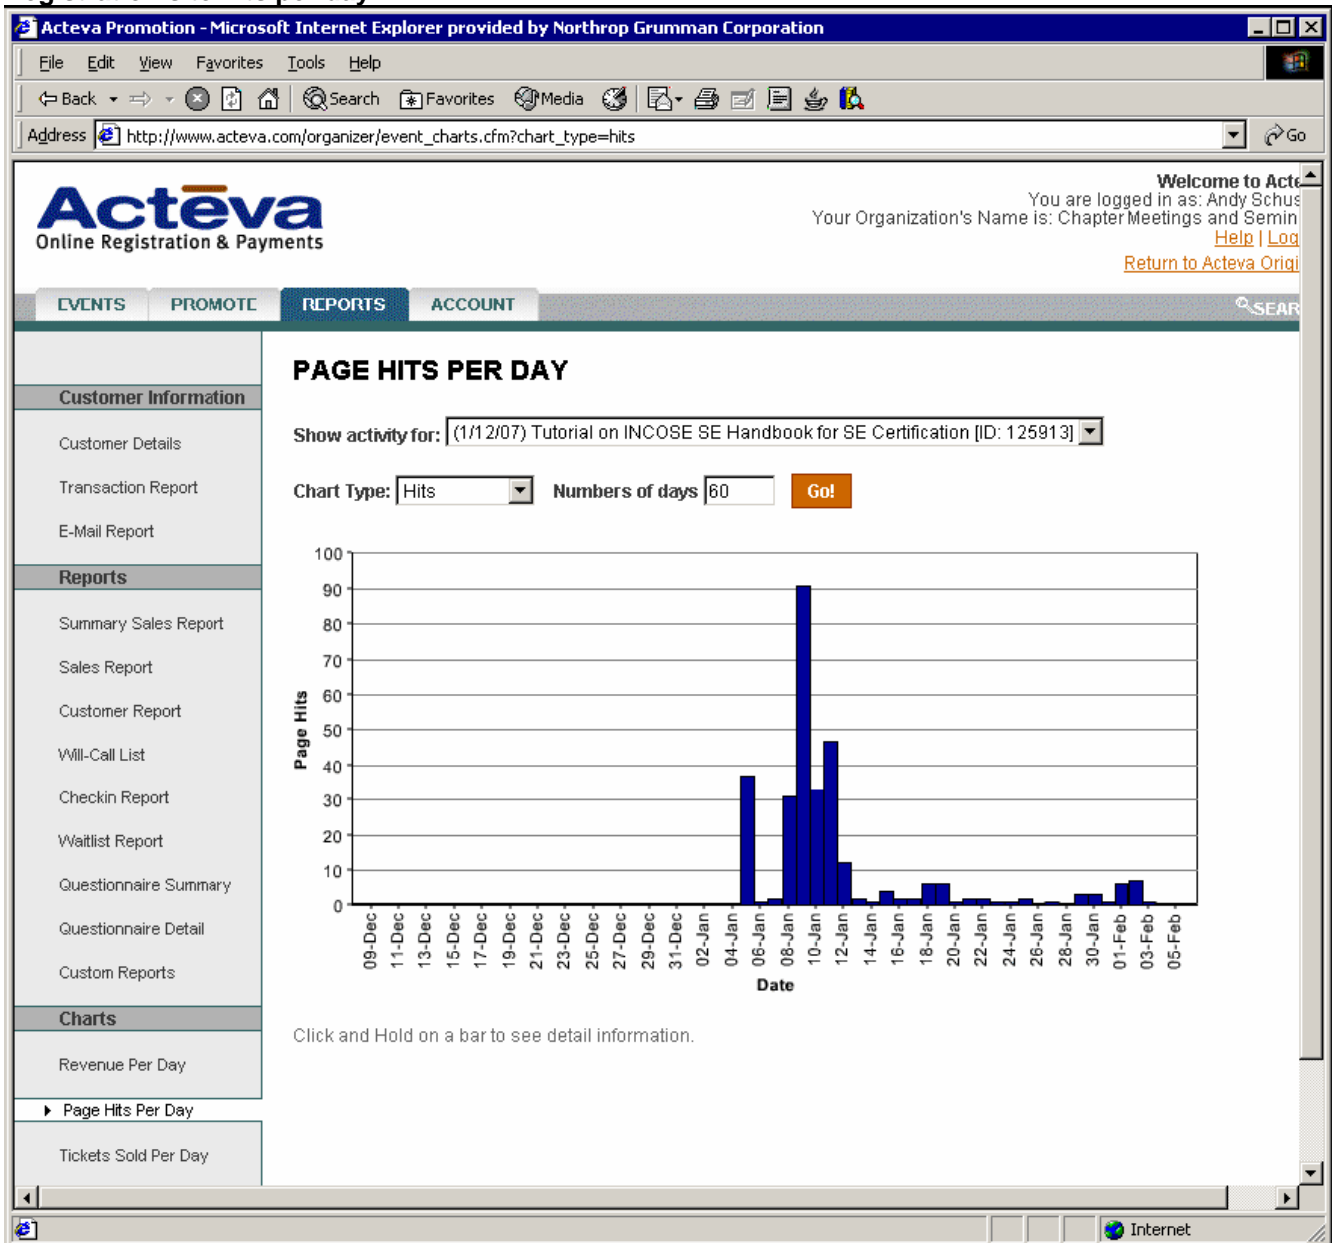 Registration site hits per day
Acteva Promotion - Microsoft Internet Explorer provided by Northrop Grumman Corporation
File Edit View Favorites Tools Help
Back Search Favorites Media
Address http://www.acteva.com/organizer/event_charts.cfm?chart_type=hits Go
Actēva
Online Registration & Payments
Welcome to Acte
You are logged in as: Andy Schus
Your Organization's Name is: Chapter Meetings and Semin
Help | Log
Return to Acteva Origi
EVENTS PROMOTE REPORTS ACCOUNT SEAR
PAGE HITS PER DAY
Customer Information
Customer Details
Transaction Report
E-Mail Report
Reports
Summary Sales Report
Sales Report
Customer Report
Will-Call List
Checkin Report
Waitlist Report
Questionnaire Summary
Questionnaire Detail
Custom Reports
Charts
Revenue Per Day
Page Hits Per Day
Tickets Sold Per Day
Show activity for: (1/12/07) Tutorial on INCOSE SE Handbook for SE Certification [ID: 125913]
Chart Type: Hits Numbers of days 60 Go!
100
90
80
70
60
50
40
30
20
10
0
Page Hits
09-Dec
11-Dec
13-Dec
15-Dec
17-Dec
19-Dec
21-Dec
23-Dec
25-Dec
27-Dec
29-Dec
31-Dec
02-Jan
04-Jan
06-Jan
08-Jan
10-Jan
12-Jan
14-Jan
16-Jan
18-Jan
20-Jan
22-Jan
24-Jan
26-Jan
28-Jan
30-Jan
01-Feb
03-Feb
05-Feb
Date
Click and Hold on a bar to see detail information.
Internet